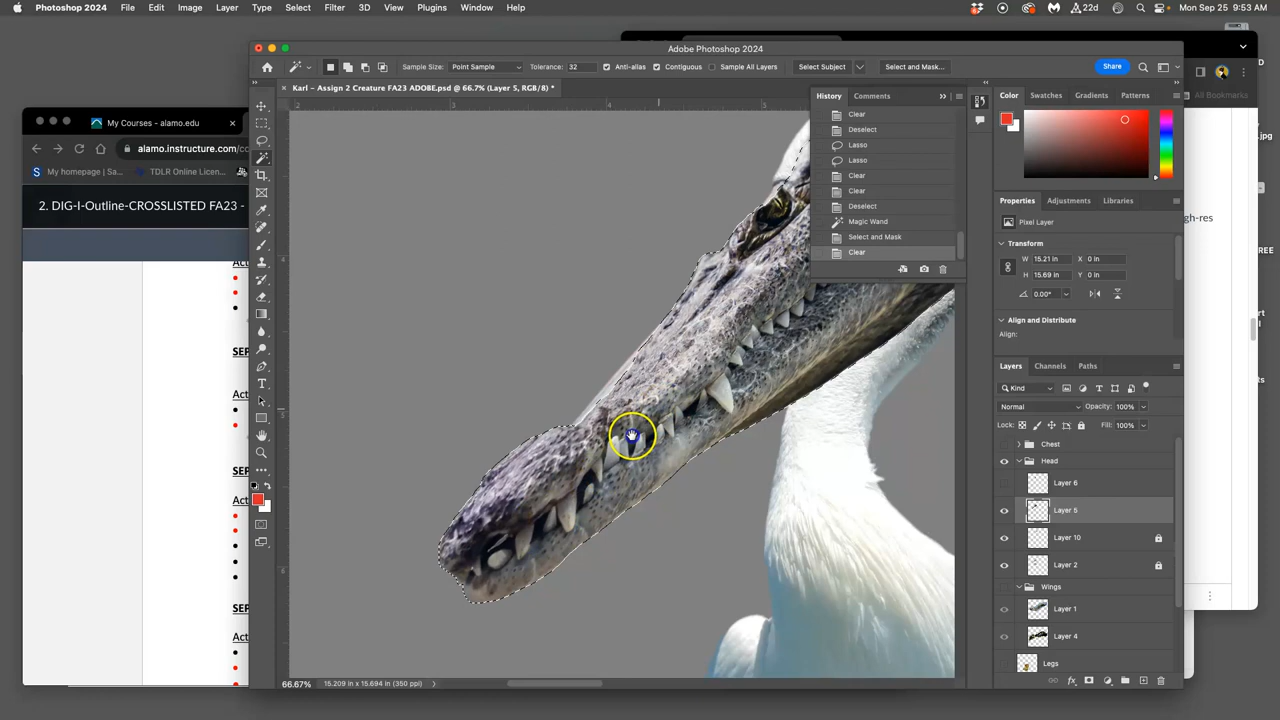 Photoshop 2024 File Edit Image Layer Type Select Filter 3D View Plugins Window Help 22d Mon Sep 25 9:53 AM
Adobe Photoshop 2024
Sample Size: Point Sample Tolerance: 32 Anti-alias Contiguous Sample All Layers Select Subject Select and Mask... Share
Karl – Assign 2 Creature FA23 ADOBE.psd @ 66.7% (Layer 5, RGB/8) *
My Courses - alamo.edu
alamo.instructure.com/co
My homepage | Sa...
TDLR Online Licen...
All Bookmarks
2. DIG-I-Outline-CROSSLISTED FA23 -
SEP
Act
SEP
Act
SEP
Act
History Comments
Clear
Deselect
Lasso
Lasso
Clear
Clear
Deselect
Magic Wand
Select and Mask
Clear
Color Swatches Gradients Patterns
Properties Adjustments Libraries
Pixel Layer
Transform
W 15.21 in X 0 in
H 15.69 in Y 0 in
0.00°
Align and Distribute
Align:
Layers Channels Paths
Kind
Normal Opacity: 100%
Lock: Fill: 100%
Chest
Head
Layer 6
Layer 5
Layer 10
Layer 2
Wings
Layer 1
Layer 4
Legs
gh-res
66.67% 15.209 in x 15.694 in (350 ppi)